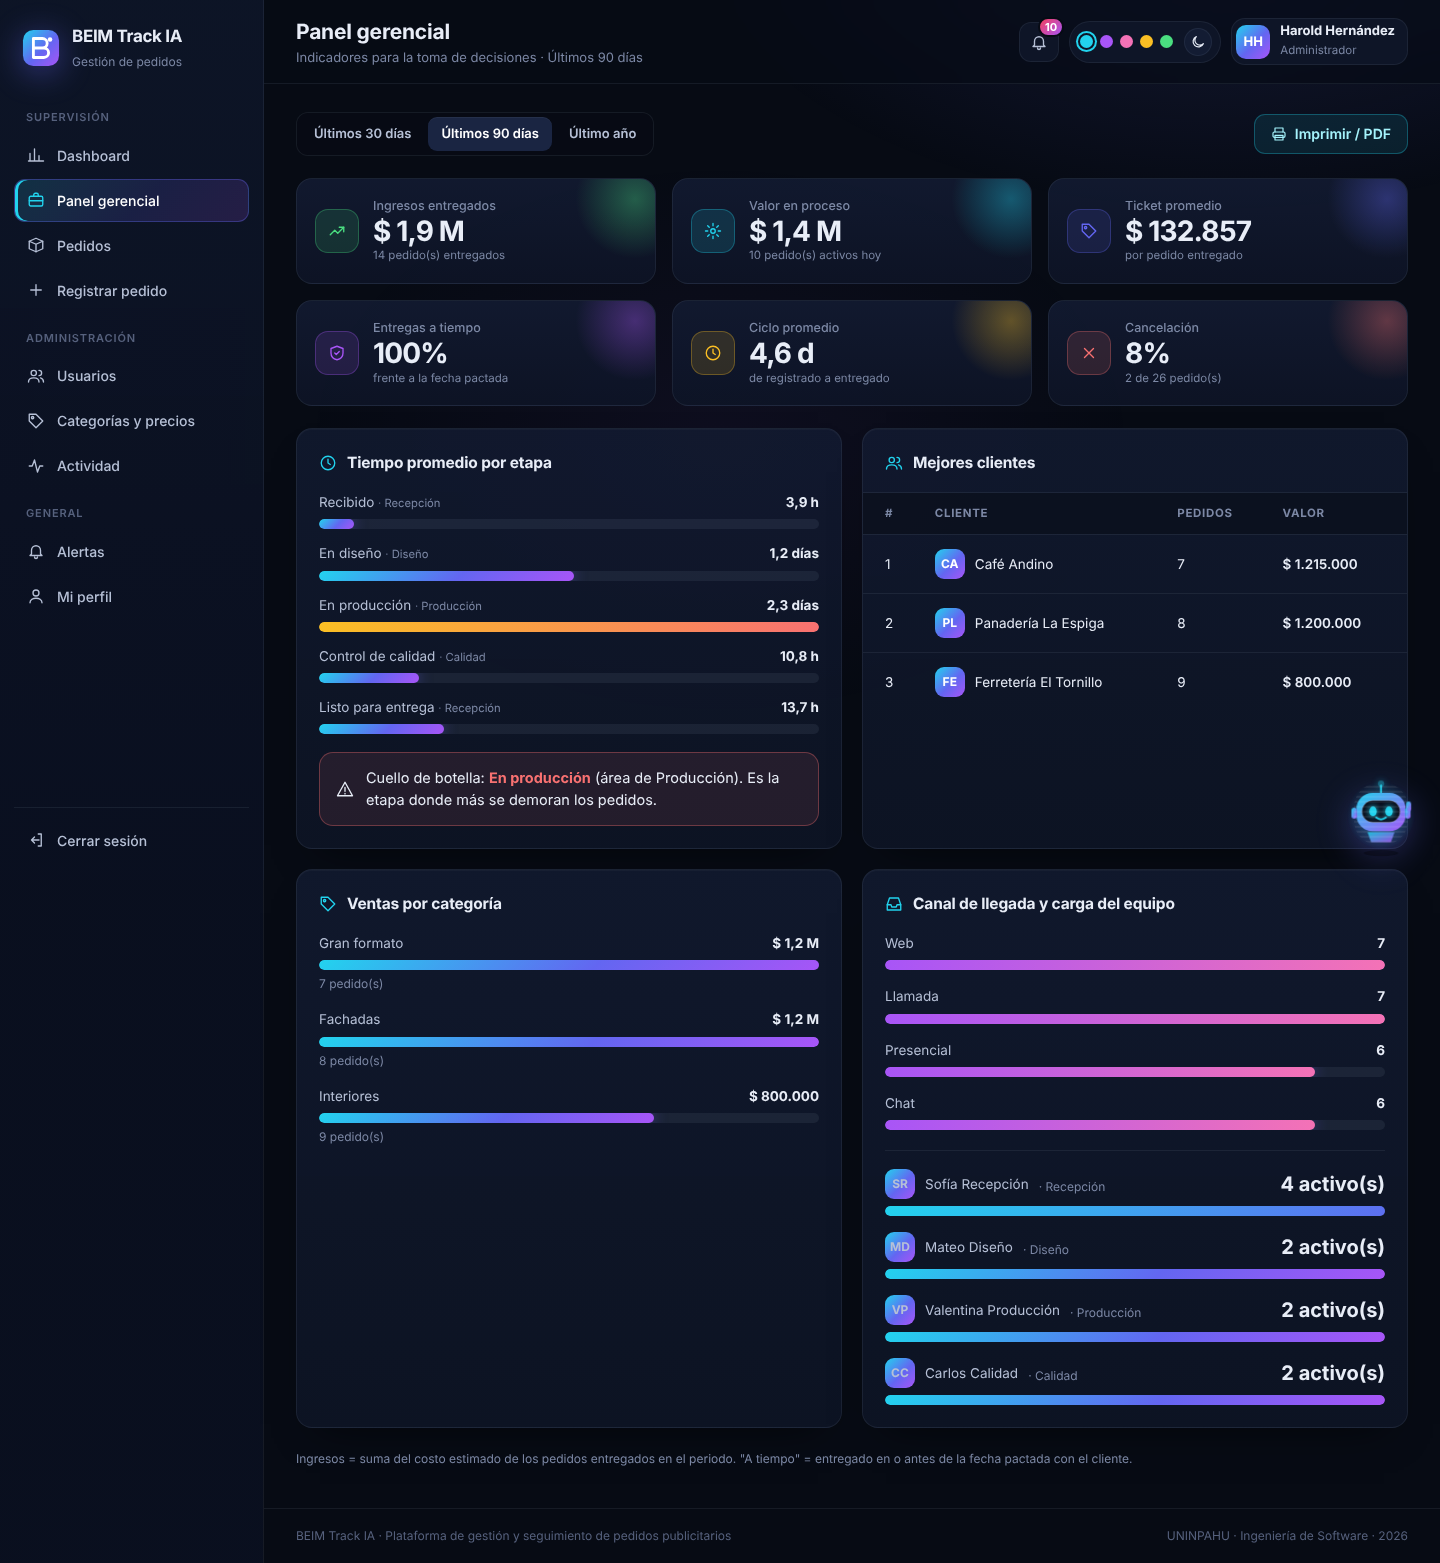 BEIM Track IA
Gestión de pedidos
SUPERVISIÓN
Dashboard
Panel gerencial
Pedidos
Registrar pedido
ADMINISTRACIÓN
Usuarios
Categorías y precios
Actividad
GENERAL
Alertas
Mi perfil
Cerrar sesión
Panel gerencial
Indicadores para la toma de decisiones · Últimos 90 días
10
HH
Harold Hernández
Administrador
Últimos 30 días
Últimos 90 días
Último año
Imprimir / PDF
Ingresos entregados
$ 1,9 M
14 pedido(s) entregados
Valor en proceso
$ 1,4 M
10 pedido(s) activos hoy
Ticket promedio
$ 132.857
por pedido entregado
Entregas a tiempo
100%
frente a la fecha pactada
Ciclo promedio
4,6 d
de registrado a entregado
Cancelación
8%
2 de 26 pedido(s)
Tiempo promedio por etapa
Recibido · Recepción 3,9 h
En diseño · Diseño 1,2 días
En producción · Producción 2,3 días
Control de calidad · Calidad 10,8 h
Listo para entrega · Recepción 13,7 h
Cuello de botella: En producción (área de Producción). Es la
etapa donde más se demoran los pedidos.
Mejores clientes
# CLIENTE PEDIDOS VALOR
1 CA Café Andino 7 $ 1.215.000
2 PL Panadería La Espiga 8 $ 1.200.000
3 FE Ferretería El Tornillo 9 $ 800.000
Ventas por categoría
Gran formato $ 1,2 M
7 pedido(s)
Fachadas $ 1,2 M
8 pedido(s)
Interiores $ 800.000
9 pedido(s)
Canal de llegada y carga del equipo
Web 7
Llamada 7
Presencial 6
Chat 6
SR Sofía Recepción · Recepción 4 activo(s)
MD Mateo Diseño · Diseño 2 activo(s)
VP Valentina Producción · Producción 2 activo(s)
CC Carlos Calidad · Calidad 2 activo(s)
Ingresos = suma del costo estimado de los pedidos entregados en el periodo. "A tiempo" = entregado en o antes de la fecha pactada con el cliente.
BEIM Track IA · Plataforma de gestión y seguimiento de pedidos publicitarios
UNINPAHU · Ingeniería de Software · 2026